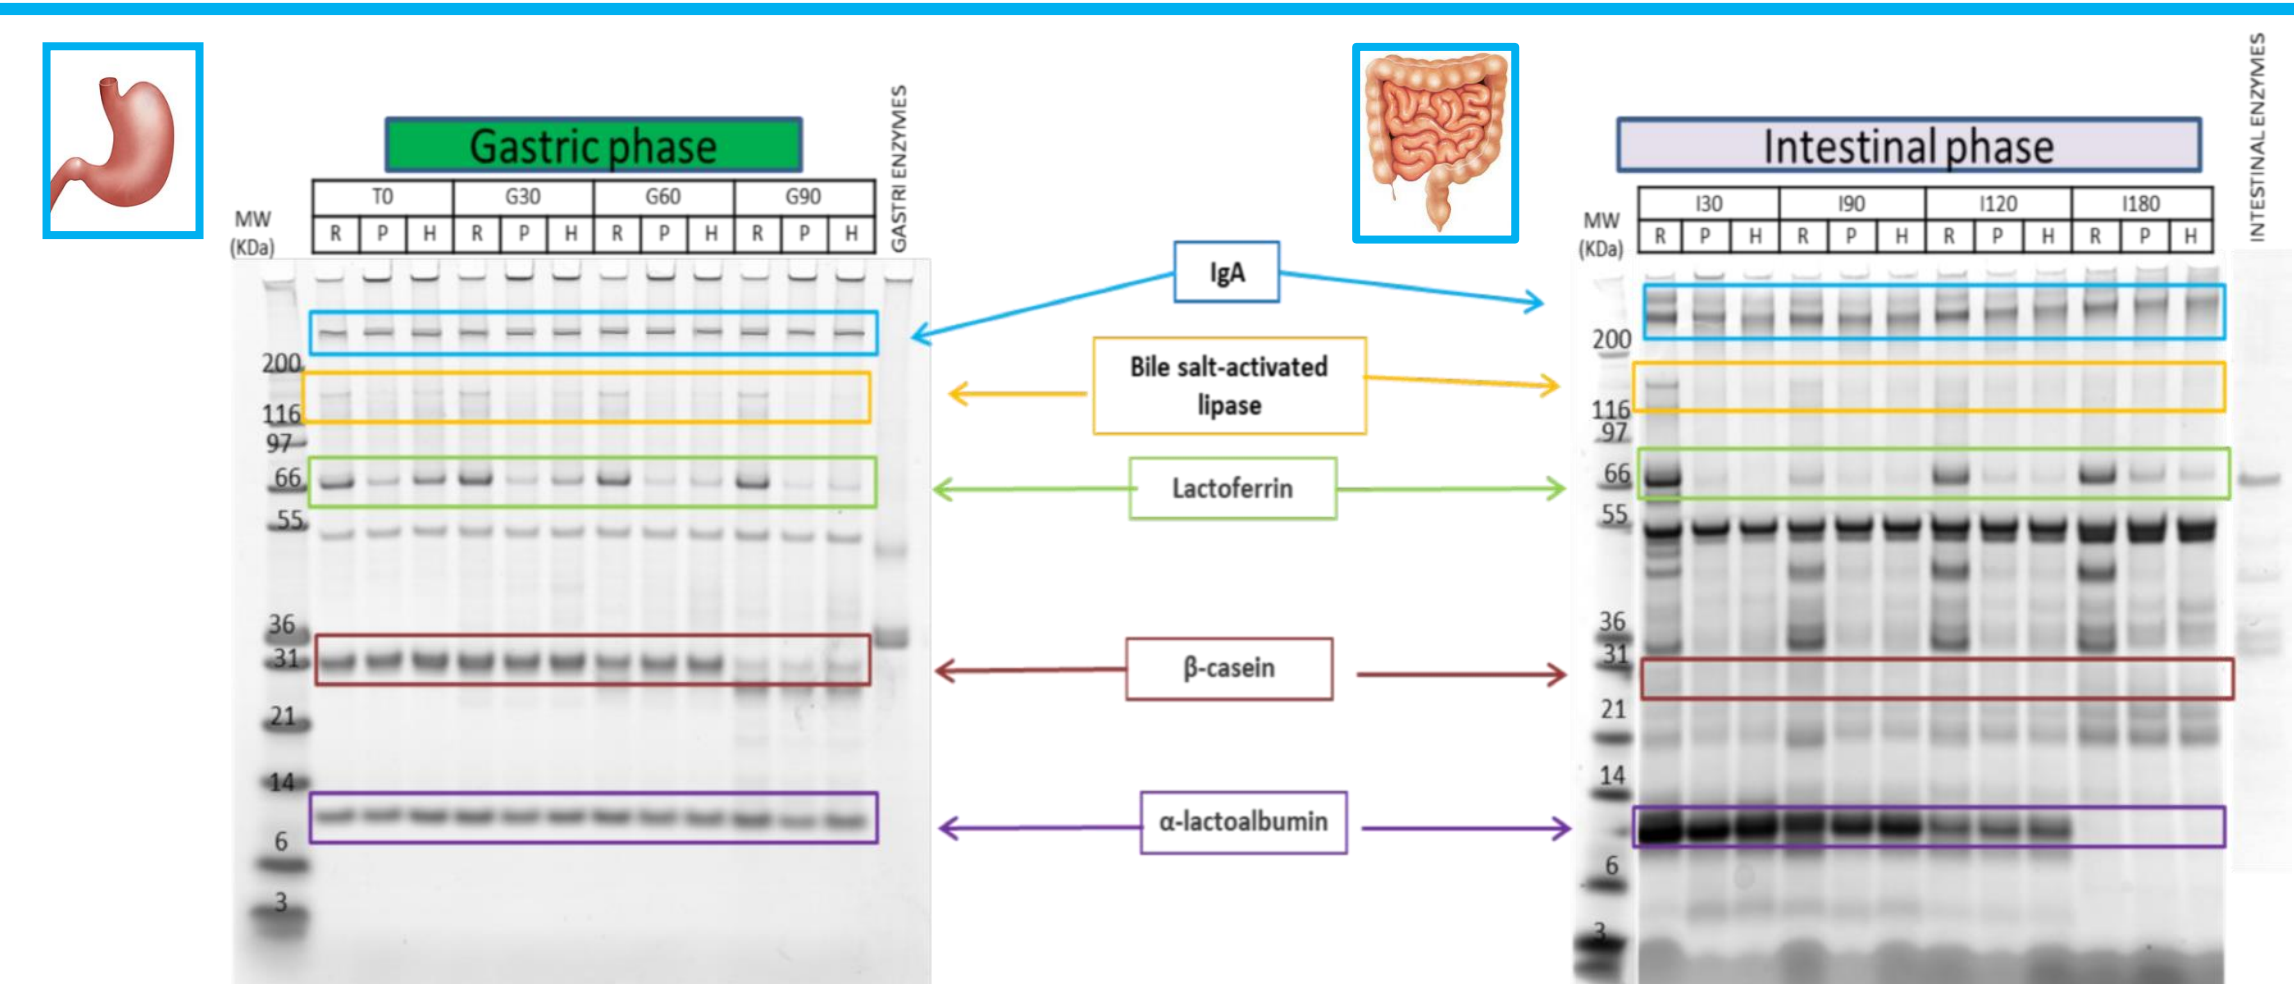 Gastric phase
GASTRI ENZYMES
T0 G30 G60 G90
MW
(KDa)
R P H R P H R P H R P H
200
116
97
66
55
36
31
21
14
6
3
IgA
Bile salt-activated
lipase
Lactoferrin
β-casein
α-lactoalbumin
Intestinal phase
INTESTINAL ENZYMES
I30 I90 I120 I180
MW
(KDa)
R P H R P H R P H R P H
200
116
97
66
55
36
31
21
14
6
3